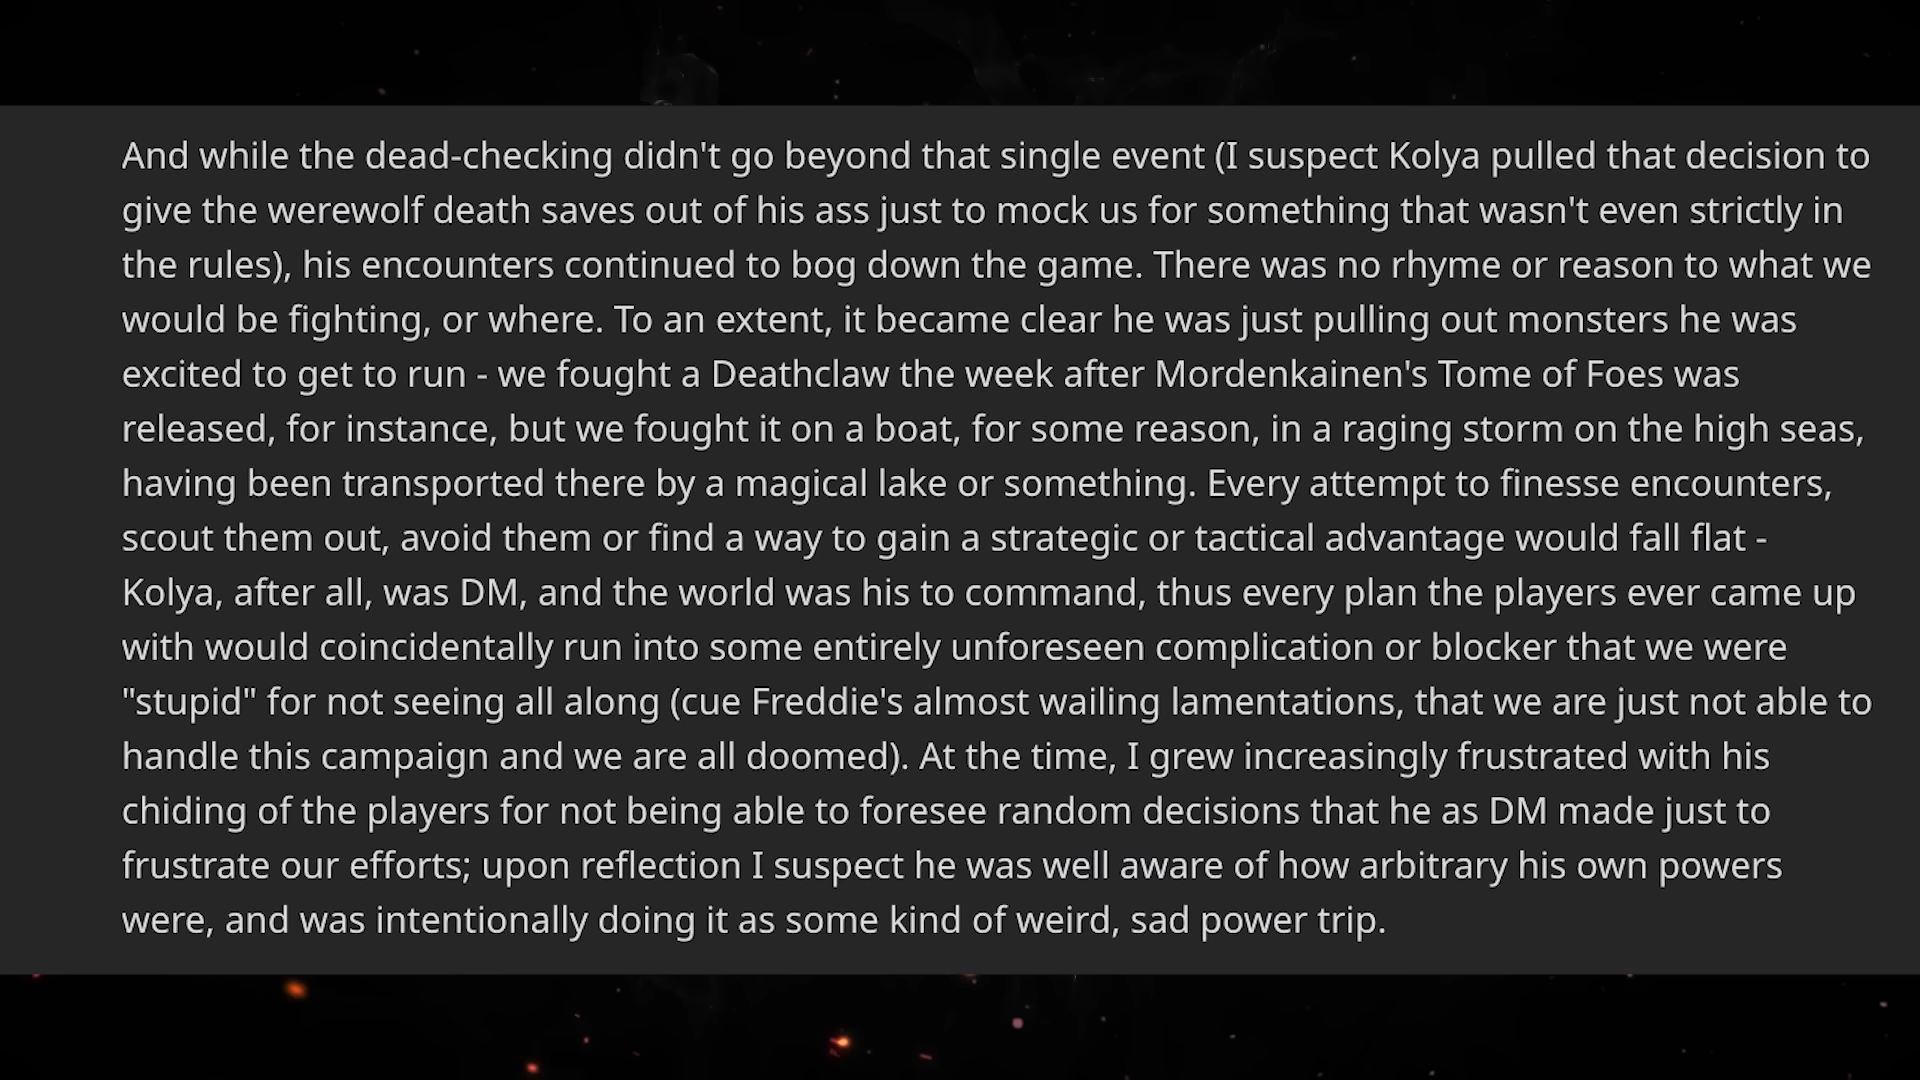 And while the dead-checking didn't go beyond that single event (I suspect Kolya pulled that decision to
give the werewolf death saves out of his ass just to mock us for something that wasn't even strictly in
the rules), his encounters continued to bog down the game. There was no rhyme or reason to what we
would be fighting, or where. To an extent, it became clear he was just pulling out monsters he was
excited to get to run - we fought a Deathclaw the week after Mordenkainen's Tome of Foes was
released, for instance, but we fought it on a boat, for some reason, in a raging storm on the high seas,
having been transported there by a magical lake or something. Every attempt to finesse encounters,
scout them out, avoid them or find a way to gain a strategic or tactical advantage would fall flat -
Kolya, after all, was DM, and the world was his to command, thus every plan the players ever came up
with would coincidentally run into some entirely unforeseen complication or blocker that we were
"stupid" for not seeing all along (cue Freddie's almost wailing lamentations, that we are just not able to
handle this campaign and we are all doomed). At the time, I grew increasingly frustrated with his
chiding of the players for not being able to foresee random decisions that he as DM made just to
frustrate our efforts; upon reflection I suspect he was well aware of how arbitrary his own powers
were, and was intentionally doing it as some kind of weird, sad power trip.